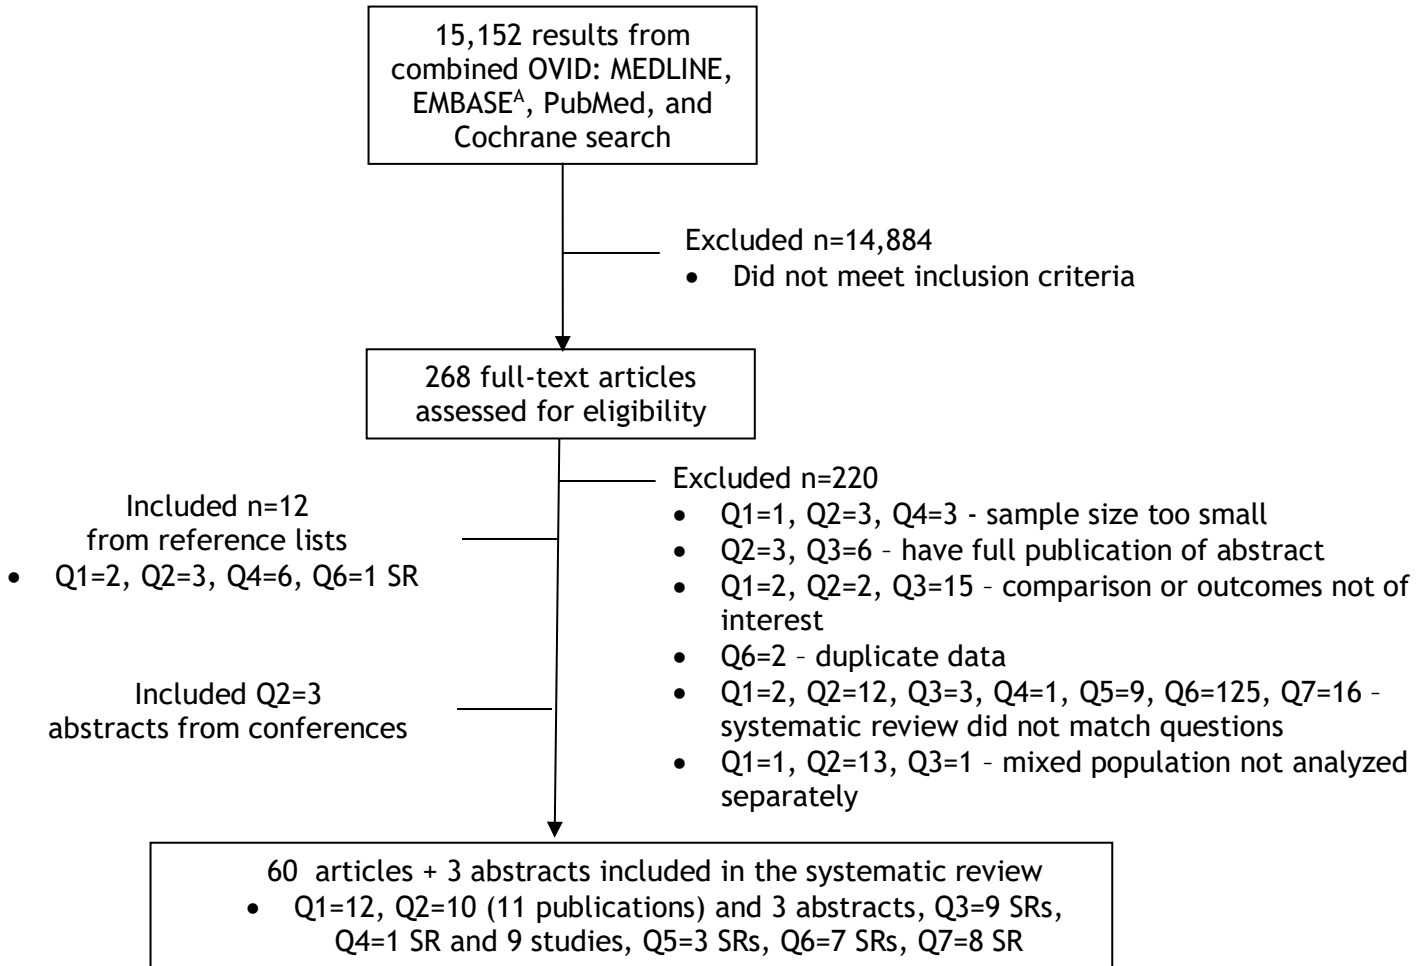 15,152 results from
combined OVID: MEDLINE,
EMBASEᴬ, PubMed, and
Cochrane search
Excluded n=14,884
• Did not meet inclusion criteria
268 full-text articles
assessed for eligibility
Included n=12
from reference lists
• Q1=2, Q2=3, Q4=6, Q6=1 SR
Included Q2=3
abstracts from conferences
Excluded n=220
• Q1=1, Q2=3, Q4=3 - sample size too small
• Q2=3, Q3=6 – have full publication of abstract
• Q1=2, Q2=2, Q3=15 – comparison or outcomes not of
interest
• Q6=2 – duplicate data
• Q1=2, Q2=12, Q3=3, Q4=1, Q5=9, Q6=125, Q7=16 –
systematic review did not match questions
• Q1=1, Q2=13, Q3=1 – mixed population not analyzed
separately
60 articles + 3 abstracts included in the systematic review
• Q1=12, Q2=10 (11 publications) and 3 abstracts, Q3=9 SRs,
Q4=1 SR and 9 studies, Q5=3 SRs, Q6=7 SRs, Q7=8 SR